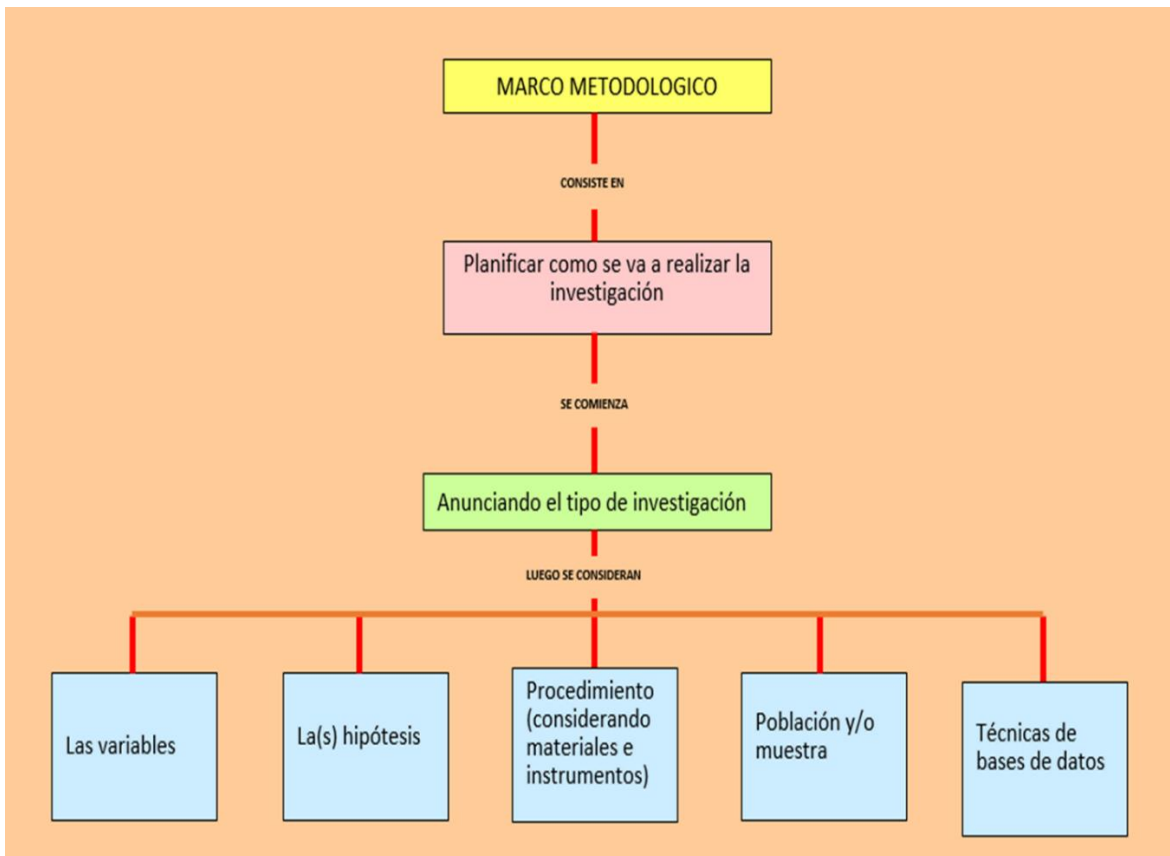 MARCO METODOLOGICO
CONSISTE EN
Planificar como se va a realizar la
investigación
SE COMIENZA
Anunciando el tipo de investigación
LUEGO SE CONSIDERAN
Las variables
La(s) hipótesis
Procedimiento
(considerando
materiales e
instrumentos)
Población y/o
muestra
Técnicas de
bases de datos